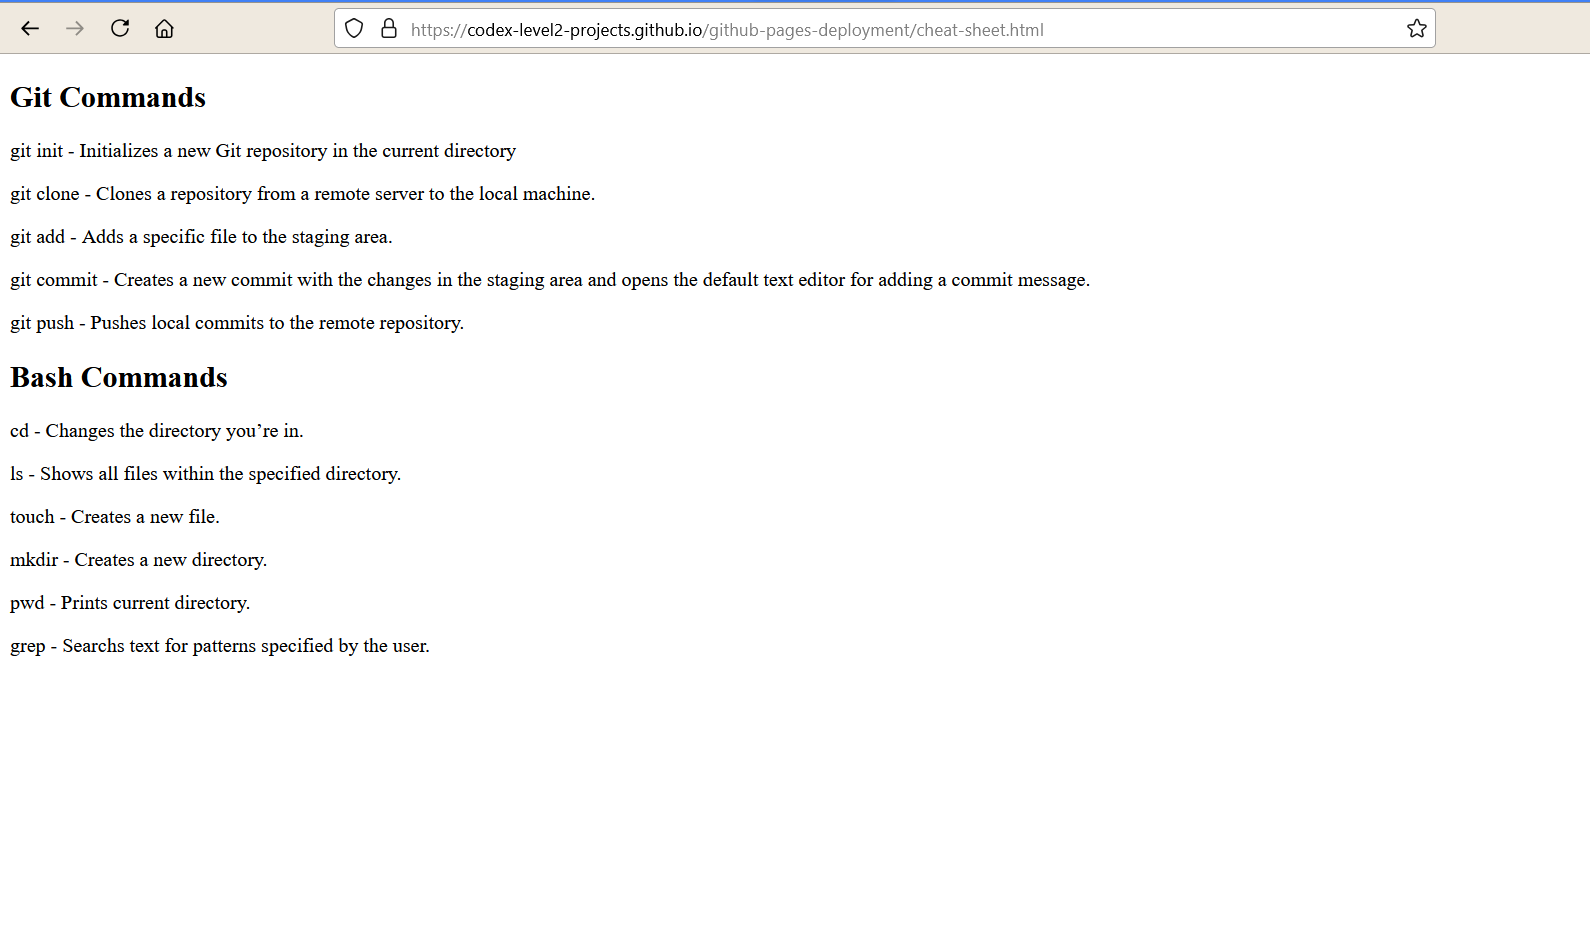 https://codex-level2-projects.github.io/github-pages-deployment/cheat-sheet.html
Git Commands
git init - Initializes a new Git repository in the current directory
git clone - Clones a repository from a remote server to the local machine.
git add - Adds a specific file to the staging area.
git commit - Creates a new commit with the changes in the staging area and opens the default text editor for adding a commit message.
git push - Pushes local commits to the remote repository.
Bash Commands
cd - Changes the directory you’re in.
ls - Shows all files within the specified directory.
touch - Creates a new file.
mkdir - Creates a new directory.
pwd - Prints current directory.
grep - Searchs text for patterns specified by the user.